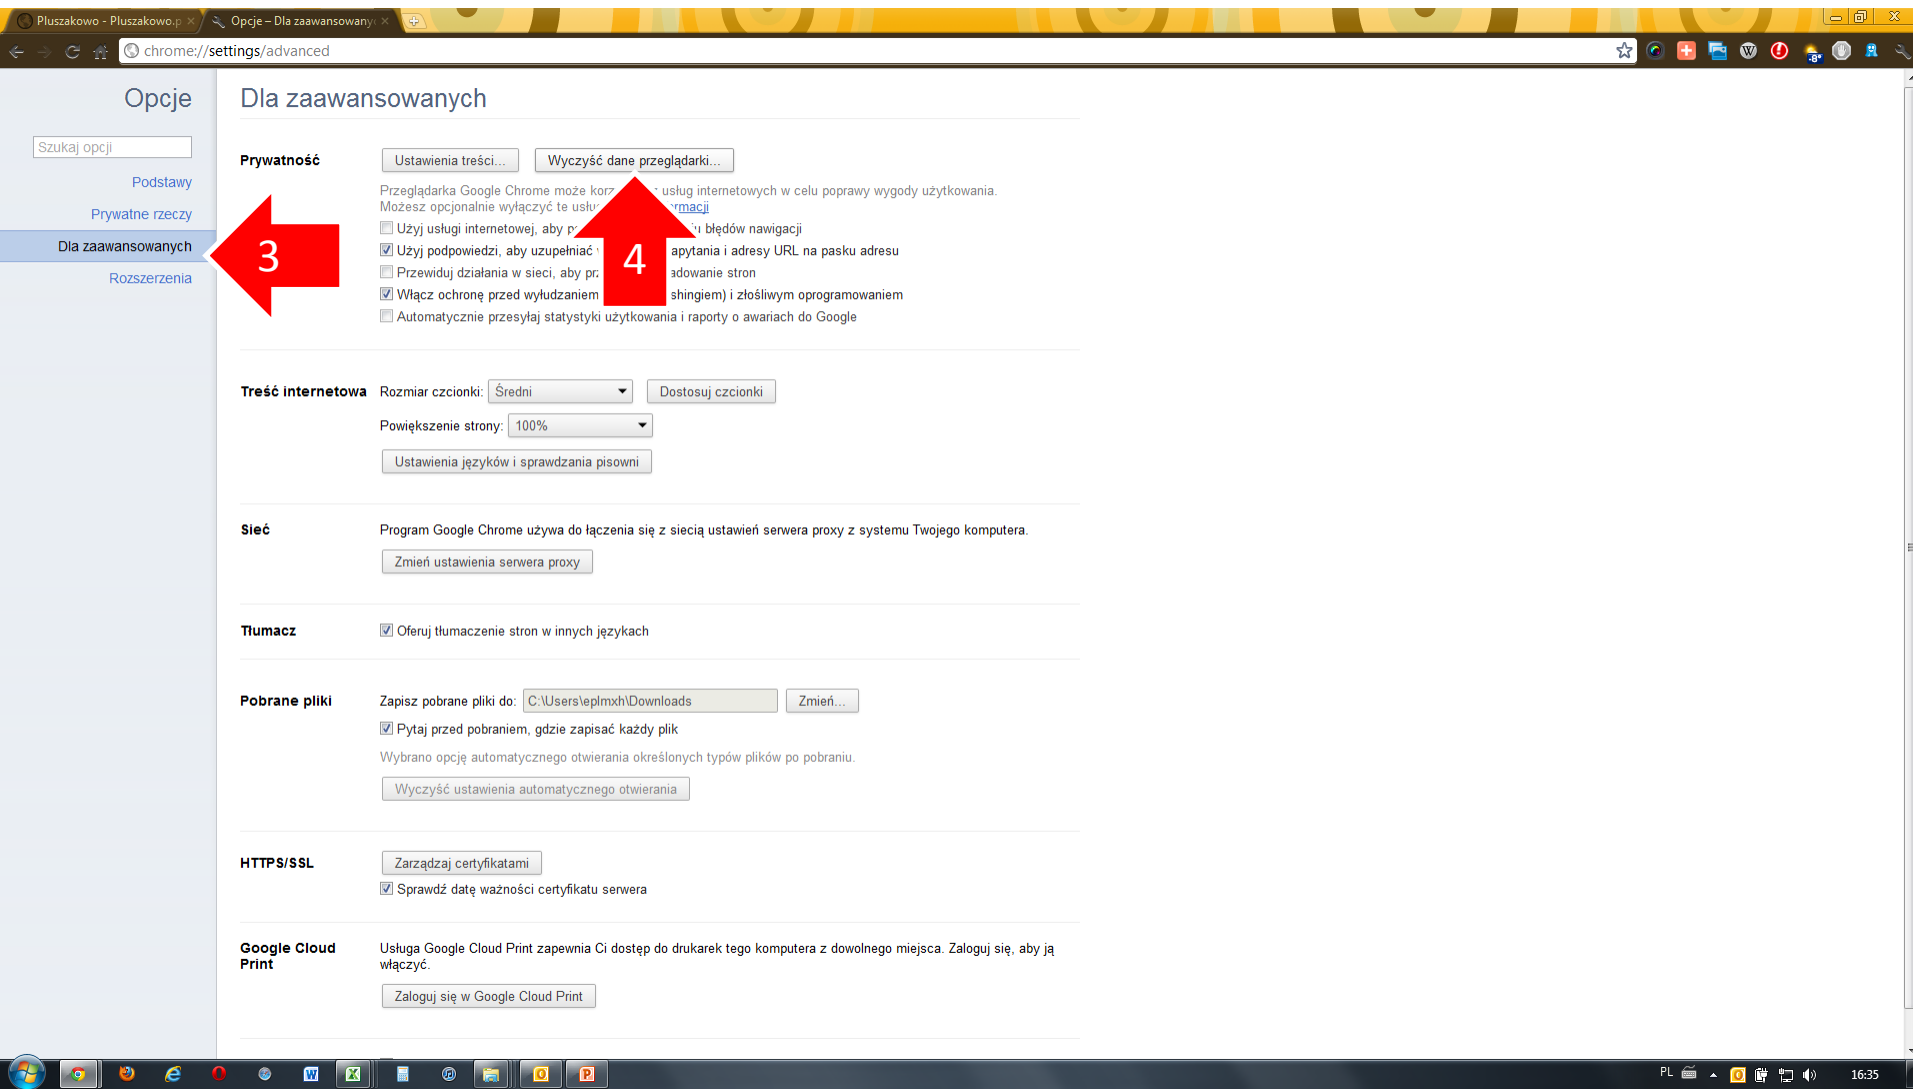 Pluszakowo - Pluszakowo.p
Opcje – Dla zaawansowany
chrome://settings/advanced
-8°
Opcje
Szukaj opcji
Podstawy
Prywatne rzeczy
Dla zaawansowanych
Rozszerzenia
3
Dla zaawansowanych
Prywatność
Ustawienia treści...
Wyczyść dane przeglądarki...
Przeglądarka Google Chrome może korz usług internetowych w celu poprawy wygody użytkowania.
Możesz opcjonalnie wyłączyć te usłu rmacji
Użyj usługi internetowej, aby błędów nawigacji
Użyj podpowiedzi, aby uzupełniać apytania i adresy URL na pasku adresu
Przewiduj działania w sieci, aby prz adowanie stron
Włącz ochronę przed wyłudzaniem shingiem) i złośliwym oprogramowaniem
Automatycznie przesyłaj statystyki użytkowania i raporty o awariach do Google
4
Treść internetowa
Rozmiar czcionki: Średni
Dostosuj czcionki
Powiększenie strony: 100%
Ustawienia języków i sprawdzania pisowni
Sieć
Program Google Chrome używa do łączenia się z siecią ustawień serwera proxy z systemu Twojego komputera.
Zmień ustawienia serwera proxy
Tłumacz
Oferuj tłumaczenie stron w innych językach
Pobrane pliki
Zapisz pobrane pliki do: C:\Users\eplmxh\Downloads
Zmień...
Pytaj przed pobraniem, gdzie zapisać każdy plik
Wybrano opcję automatycznego otwierania określonych typów plików po pobraniu.
Wyczyść ustawienia automatycznego otwierania
HTTPS/SSL
Zarządzaj certyfikatami
Sprawdź datę ważności certyfikatu serwera
Google Cloud
Print
Usługa Google Cloud Print zapewnia Ci dostęp do drukarek tego komputera z dowolnego miejsca. Zaloguj się, aby ją
włączyć.
Zaloguj się w Google Cloud Print
PL
16:35